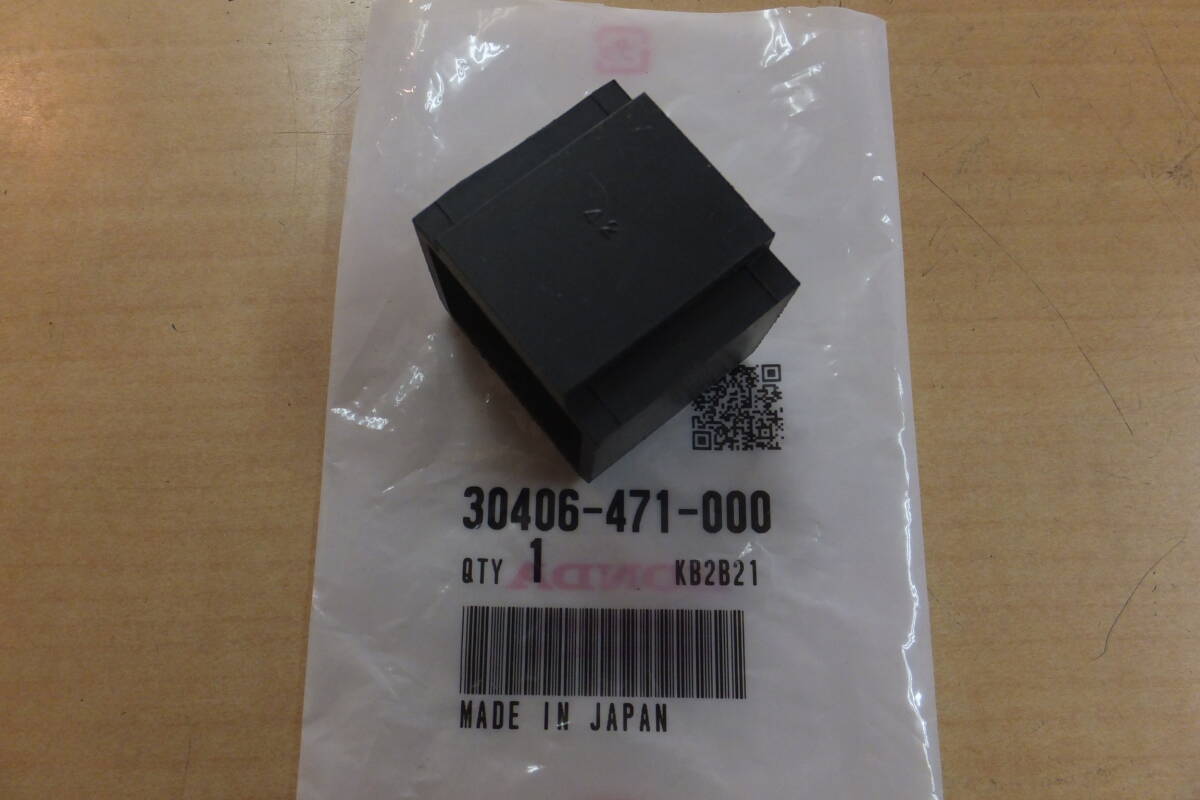 30406-471-000
QTY 1 KB2B21
MADE IN JAPAN